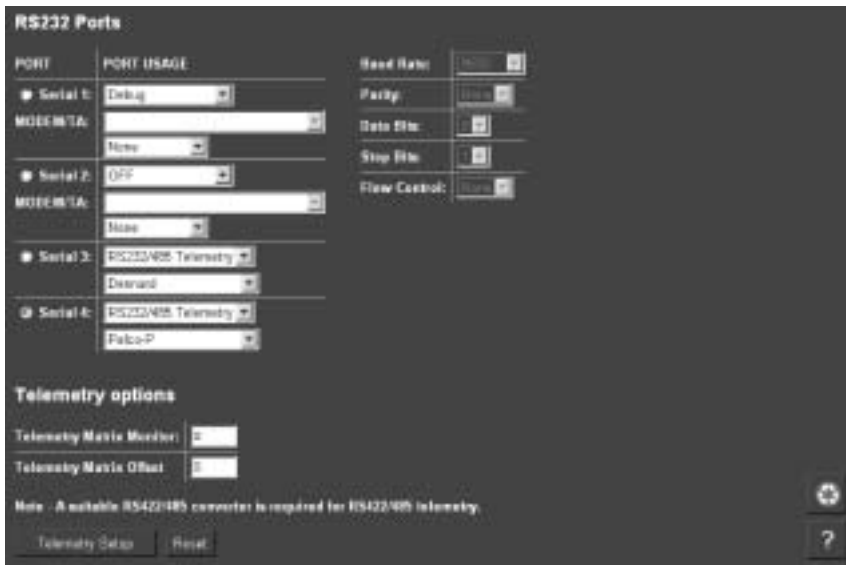 RS232 Ports
PORT PORT USAGE
Serial 1: Debug
MODEM/TA:
None
Serial 2: OFF
MODEM/TA:
None
Serial 3: RS232/485 Telemetry
Dennard
Serial 4: RS232/485 Telemetry
Pelco-P
Baud Rate:
Parity: None
Data Bits:
Stop Bits:
Flow Control: None
Telemetry options
Telemetry Matrix Monitor:
Telemetry Matrix Offset
Note - A suitable RS422/485 converter is required for RS422/485 telemetry.
Telemetry Setup Reset
?